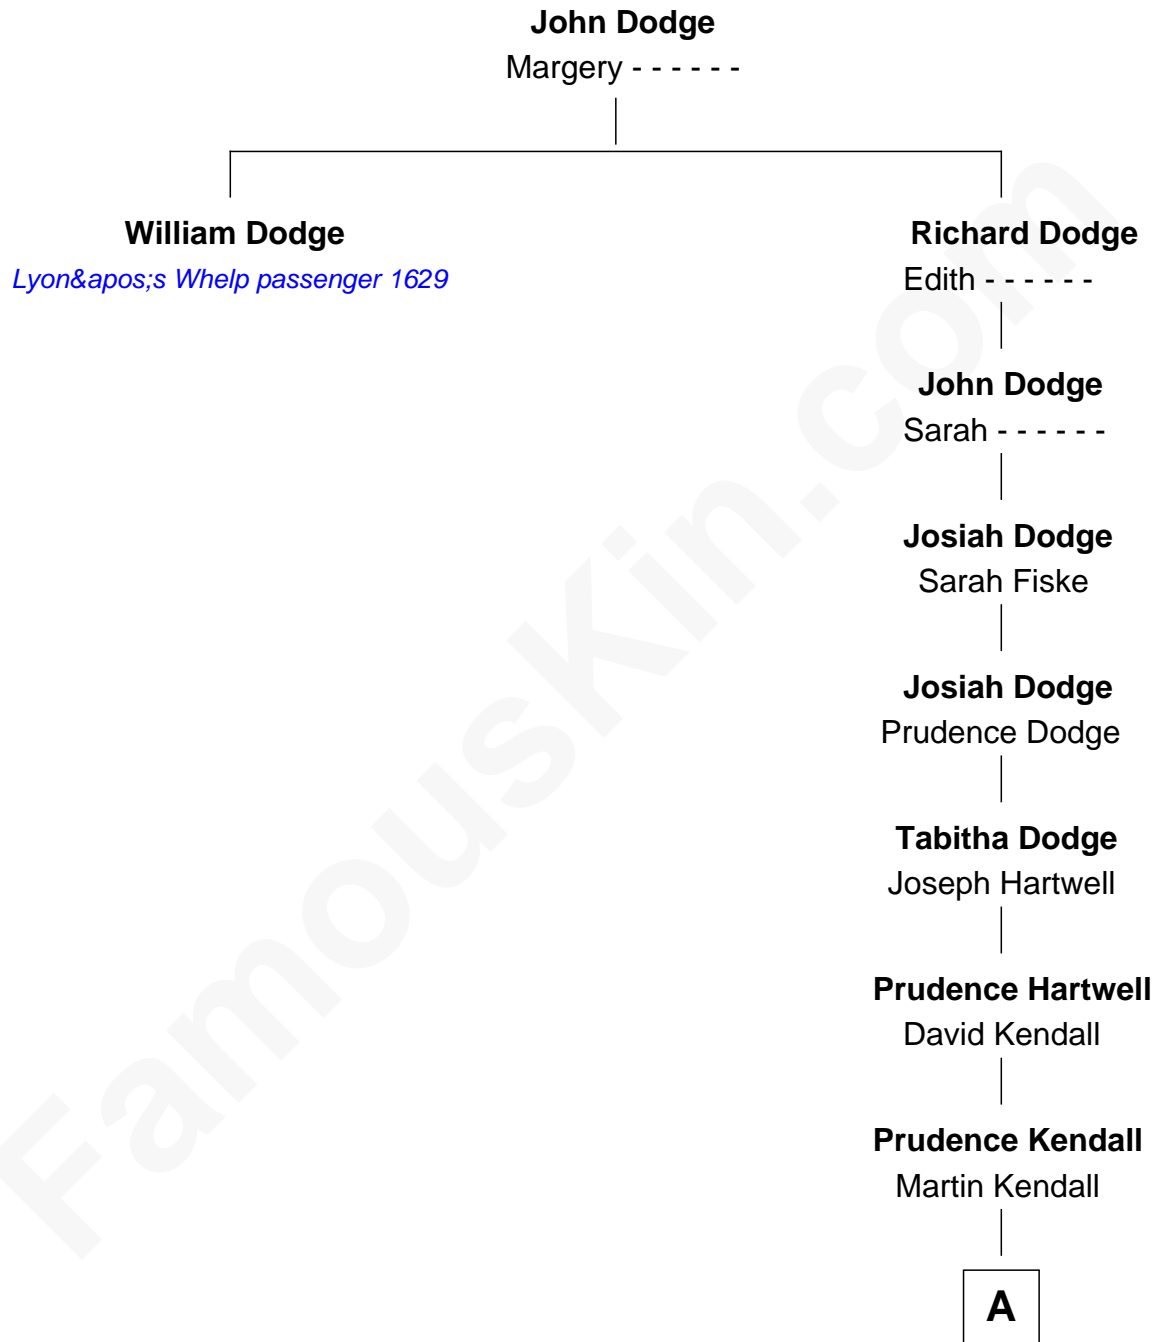 John Dodge
Margery - - - - - -
William Dodge
Lyon&apos;s Whelp passenger 1629
Richard Dodge
Edith - - - - - -
John Dodge
Sarah - - - - - -
Josiah Dodge
Sarah Fiske
Josiah Dodge
Prudence Dodge
Tabitha Dodge
Joseph Hartwell
Prudence Hartwell
David Kendall
Prudence Kendall
Martin Kendall
A
FamousKin.com